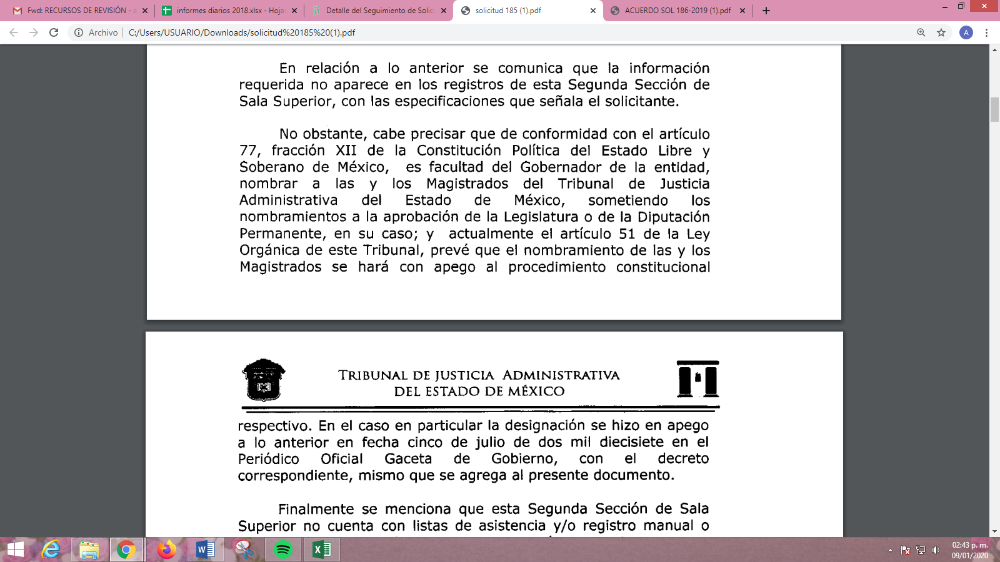 Fwd: RECURSOS DE REVISIÓN - a
informes diarios 2018.xlsx - Hoja
Detalle del Seguimiento de Solici
solicitud 185 (1).pdf
ACUERDO SOL 186-2019 (1).pdf
Archivo
C:/Users/USUARIO/Downloads/solicitud%20185%20(1).pdf
A
En relación a lo anterior se comunica que la información
requerida no aparece en los registros de esta Segunda Sección de
Sala Superior, con las especificaciones que señala el solicitante.
No obstante, cabe precisar que de conformidad con el artículo
77, fracción XII de la Constitución Política del Estado Libre y
Soberano de México, es facultad del Gobernador de la entidad,
nombrar a las y los Magistrados del Tribunal de Justicia
Administrativa del Estado de México, sometiendo los
nombramientos a la aprobación de la Legislatura o de la Diputación
Permanente, en su caso; y actualmente el artículo 51 de la Ley
Orgánica de este Tribunal, prevé que el nombramiento de las y los
Magistrados se hará con apego al procedimiento constitucional
TRIBUNAL DE JUSTICIA ADMINISTRATIVA
DEL ESTADO DE MÉXICO
respectivo. En el caso en particular la designación se hizo en apego
a lo anterior en fecha cinco de julio de dos mil diecisiete en el
Periódico Oficial Gaceta de Gobierno, con el decreto
correspondiente, mismo que se agrega al presente documento.
Finalmente se menciona que esta Segunda Sección de Sala
Superior no cuenta con listas de asistencia y/o registro manual o
02:43 p. m.
09/01/2020